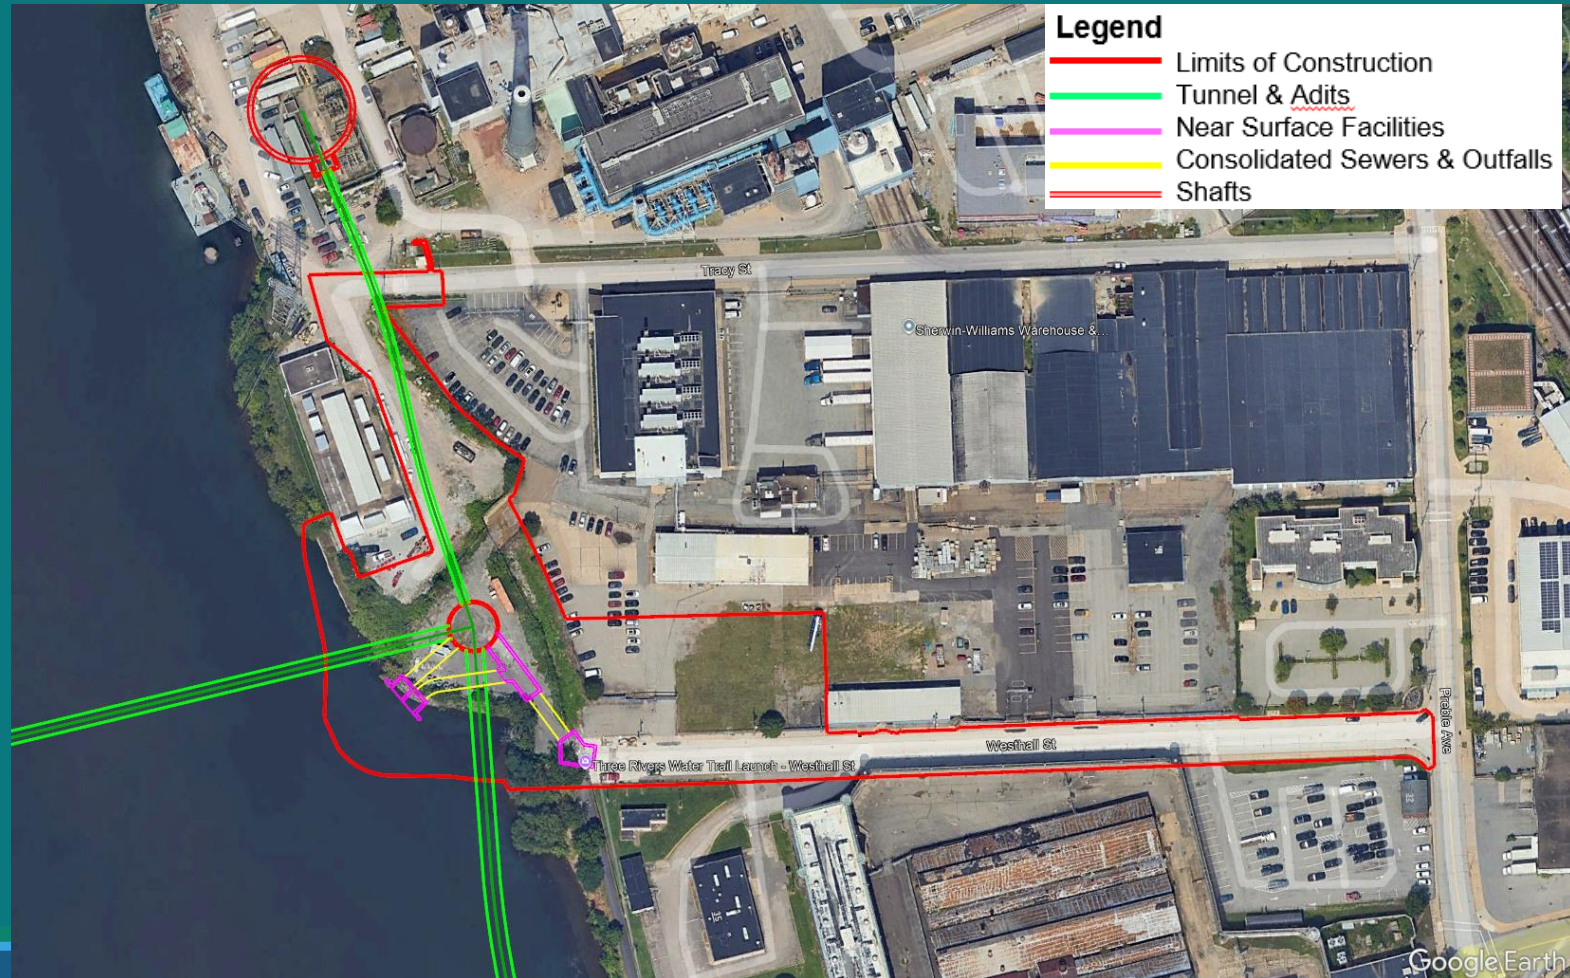 Legend
Limits of Construction
Tunnel & Adits
Near Surface Facilities
Consolidated Sewers & Outfalls
Shafts
Tracy St
Sherwin-Williams Warehouse &...
Preble Ave
Westhall St
Three Rivers Water Trail Launch - Westhall St
Google Earth